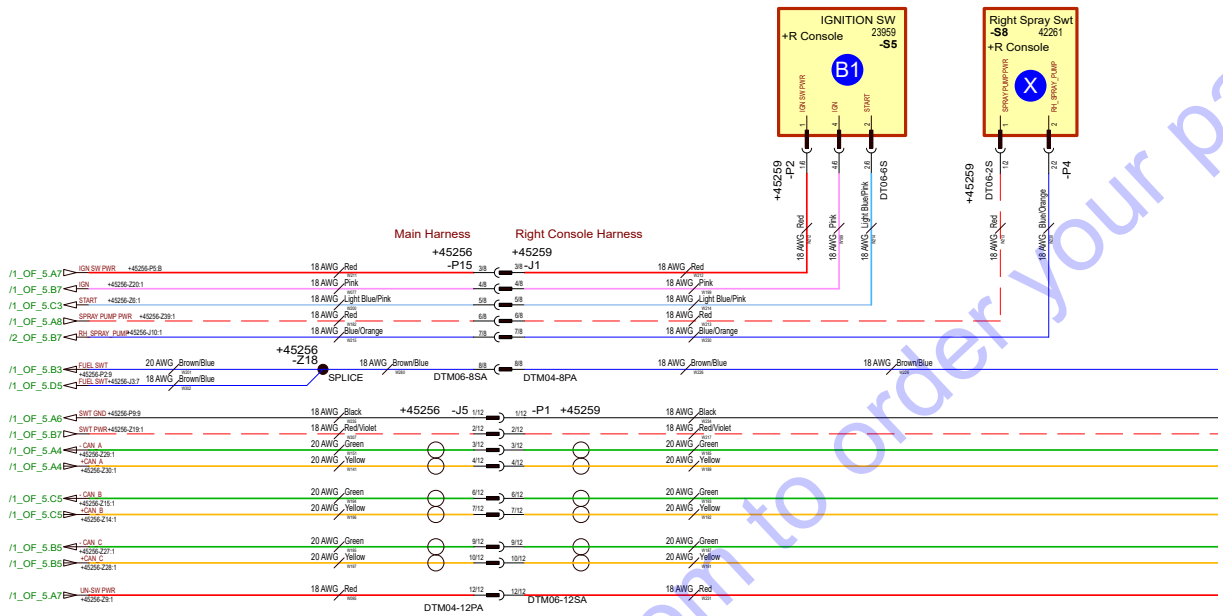 IGNITION SW
23959
+R Console
-S5
B1
IGN SW PWR
IGN
START
1
4
2
Right Spray Swt
-S8 42261
+R Console
X
SPRAY PUMP PWR
RH_SPRAY_PUMP
1
2
+45259
-P2
1/6
4/6
2/6
DT06-6S
18 AWG Red
18 AWG Pink
18 AWG Light Blue/Pink
+45259
DT06-2S
1/2
2/2
-P4
18 AWG Red
18 AWG Blue/Orange
Main Harness
Right Console Harness
+45256
-P15
+45259
-J1
/1_OF_5.A7 IGN SW PWR +45256-P5:B 18 AWG Red 3/8 3/8 18 AWG Red
/1_OF_5.B7 IGN +45256-Z20:1 18 AWG Pink 4/8 4/8 18 AWG Pink
/1_OF_5.C3 START +45256-Z6:1 18 AWG Light Blue/Pink 5/8 5/8 18 AWG Light Blue/Pink
/1_OF_5.A8 SPRAY PUMP PWR +45256-Z39:1 18 AWG Red 6/8 6/8 18 AWG Red
/2_OF_5.B7 RH_SPRAY_PUMP +45256-J10:1 18 AWG Blue/Orange 7/8 7/8 18 AWG Blue/Orange
+45256
-Z18
/1_OF_5.B3 FUEL SWT +45256-P2:9 20 AWG Brown/Blue 18 AWG Brown/Blue 8/8 8/8 18 AWG Brown/Blue 18 AWG Brown/Blue
SPLICE DTM06-8SA DTM04-8PA
/1_OF_5.D5 FUEL SWT +45256-J3:7 18 AWG Brown/Blue
+45256 -J5 -P1 +45259
/1_OF_5.A6 SWT GND +45256-P9:9 18 AWG Black 1/12 1/12 18 AWG Black
/1_OF_5.B7 SWT PWR +45256-Z19:1 18 AWG Red/Violet 2/12 2/12 18 AWG Red/Violet
/1_OF_5.A4 - CAN_A +45256-Z29:1 20 AWG Green 3/12 3/12 20 AWG Green
/1_OF_5.A4 +CAN_A +45256-Z30:1 20 AWG Yellow 4/12 4/12 20 AWG Yellow
/1_OF_5.C5 - CAN_B +45256-Z15:1 20 AWG Green 6/12 6/12 20 AWG Green
/1_OF_5.C5 +CAN_B +45256-Z14:1 20 AWG Yellow 7/12 7/12 20 AWG Yellow
/1_OF_5.B5 - CAN_C +45256-Z27:1 20 AWG Green 9/12 9/12 20 AWG Green
/1_OF_5.B5 +CAN_C +45256-Z28:1 20 AWG Yellow 10/12 10/12 20 AWG Yellow
/1_OF_5.A7 UN-SW PWR +45256-Z9:1 18 AWG Red 12/12 12/12 18 AWG Red
DTM04-12PA DTM06-12SA
om to order your pa